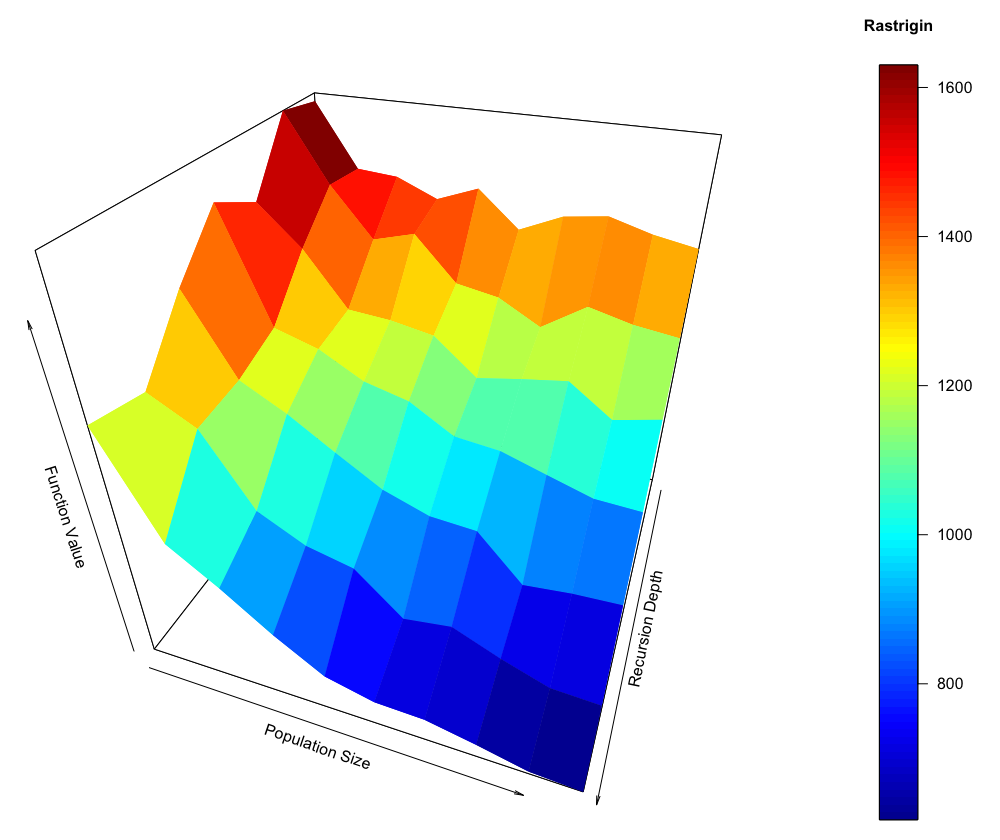 Rastrigin
1600
1400
1200
1000
800
Function Value
Population Size
Recursion Depth